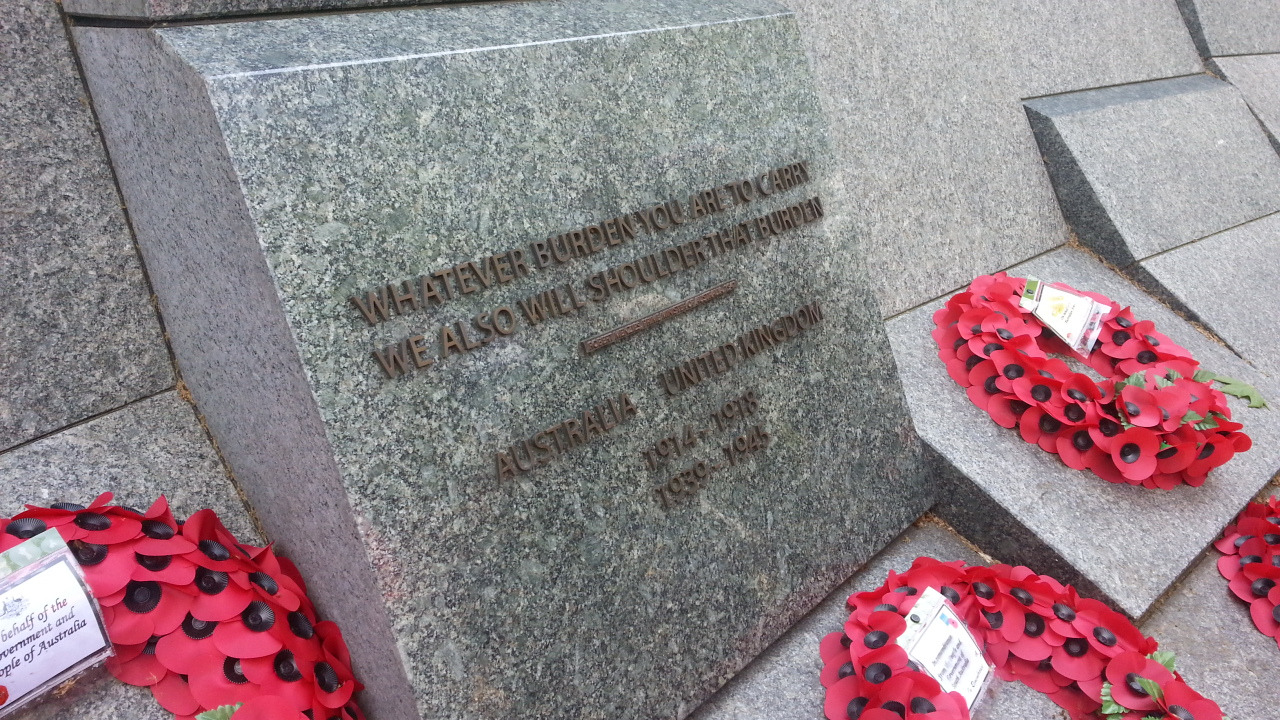 WHATEVER BURDEN YOU ARE TO CARRY
WE ALSO WILL SHOULDER THAT BURDEN
AUSTRALIA UNITED KINGDOM
1914 - 1918
1939 - 1945
behalf of the
overnment and
ople of Australia